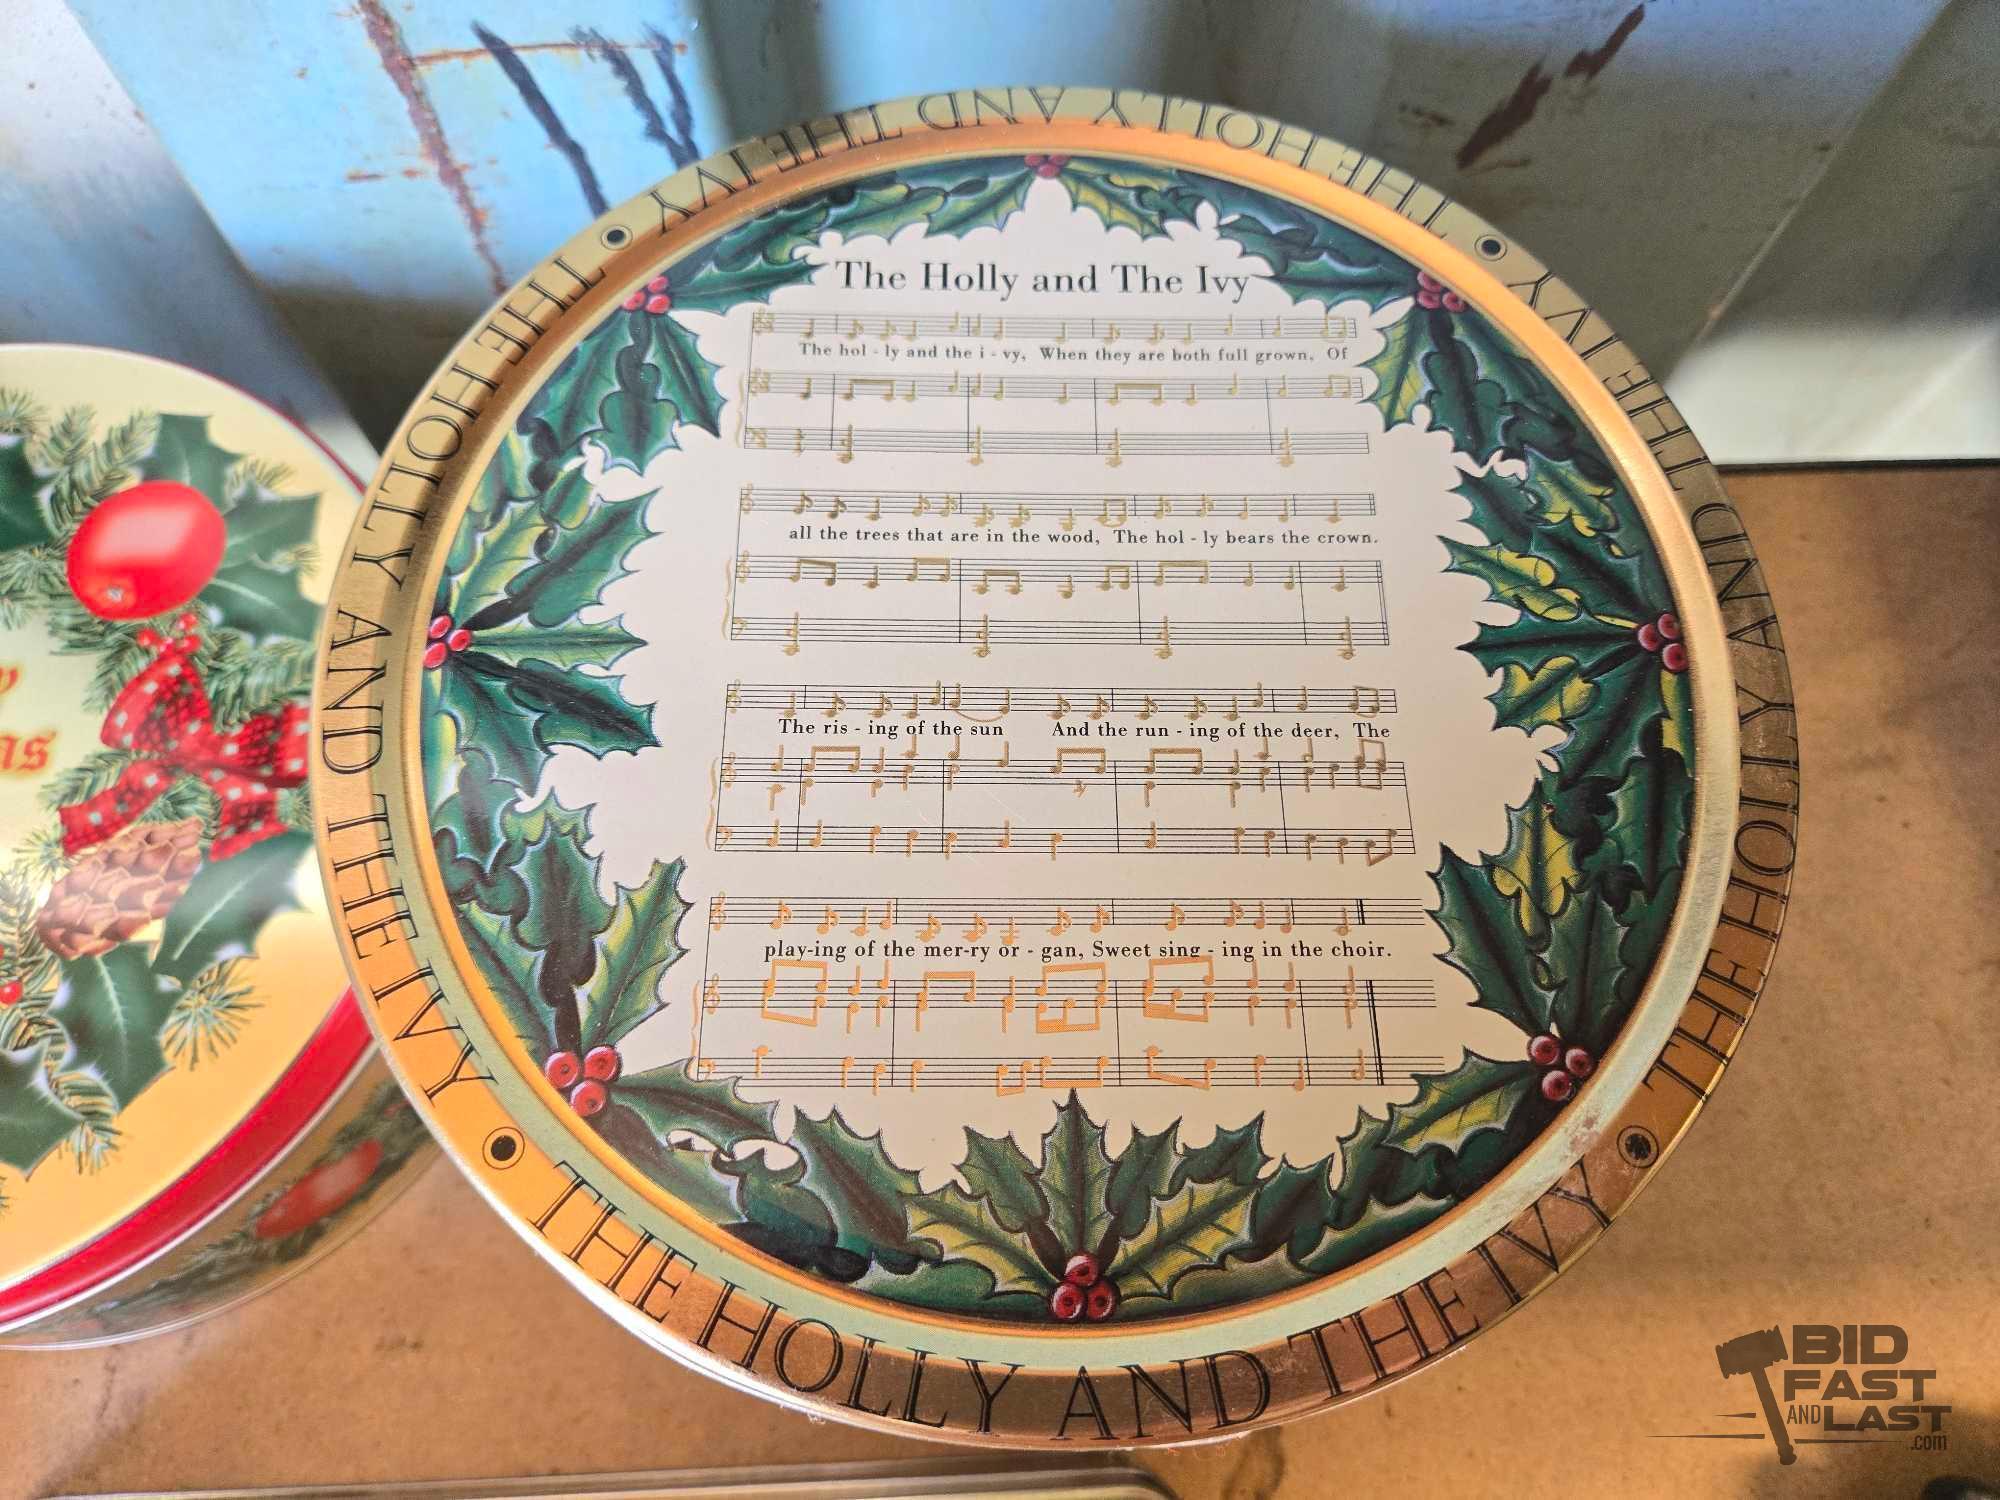 The Holly and The Ivy
The hol - ly and the i - vy, When they are both full grown, Of
all the trees that are in the wood, The hol - ly bears the crown.
The ris - ing of the sun And the run - ing of the deer, The
play-ing of the mer-ry or - gan, Sweet sing - ing in the choir.
THE HOLLY AND THE IVY • THE HOLLY AND THE IVY • THE HOLLY AND THE IVY • THE HOLLY AND THE IVY •
y
as
BID
FAST
AND LAST
.com